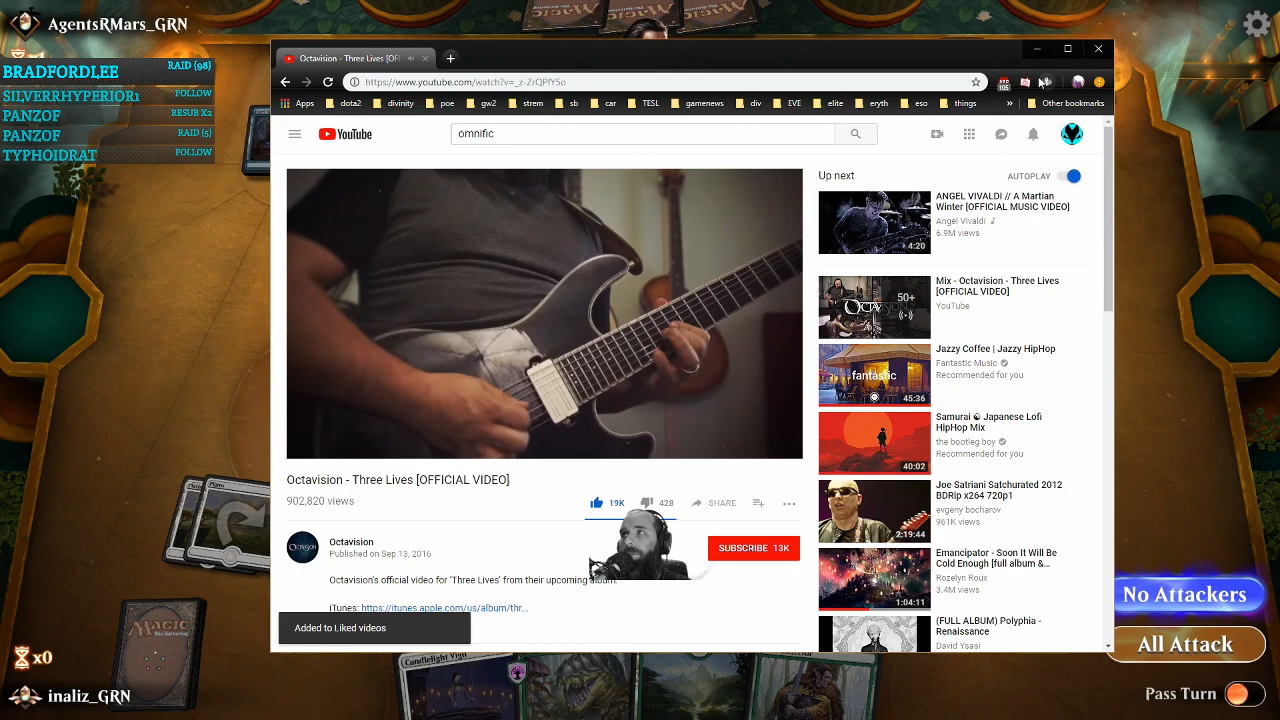 AgentsRMars_GRN
BRADFORDLEE RAID (98)
SILVERRHYPERIOR1 FOLLOW
PANZOF RESUB X2
PANZOF RAID (5)
TYPHOIDRAT FOLLOW
Octavision - Three Lives [OFF
https://www.youtube.com/watch?v=_z-ZrQPfY5o
105
Apps dota2 divinity poe gw2 strem sb car TESL gamenews div EVE elite eryth eso things » Other bookmarks
YouTube
omnific
Up next AUTOPLAY
ANGEL VIVALDI // A Martian
Winter [OFFICIAL MUSIC VIDEO]
Angel Vivaldi
6.9M views
4:20
Mix - Octavision - Three Lives
[OFFICIAL VIDEO]
YouTube
50+
OCTAVISION
Jazzy Coffee | Jazzy HipHop
Fantastic Music
Recommended for you
fantastic
45:36
Samurai ☯ Japanese Lofi
HipHop Mix
the bootleg boy
Recommended for you
40:02
Joe Satriani Satchurated 2012
BDRip x264 720p1
evgeny bocharov
961K views
2:19:44
Emancipator - Soon It Will Be
Cold Enough [full album &...
Rozelyn Roux
3.4M views
1:04:11
(FULL ALBUM) Polyphia -
Renaissance
David Ysasi
Octavision - Three Lives [OFFICIAL VIDEO]
902,820 views
19K 428 SHARE
Octavision
Published on Sep 13, 2016
SUBSCRIBE 13K
OCTAVISION
Octavision's official video for 'Three Lives' from their upcoming album.
iTunes: https://itunes.apple.com/us/album/thr...
Added to Liked videos
Plains
MAGIC
The Gathering
Candlelight Vigil
No Attackers
All Attack
Pass Turn
x0
inaliz_GRN